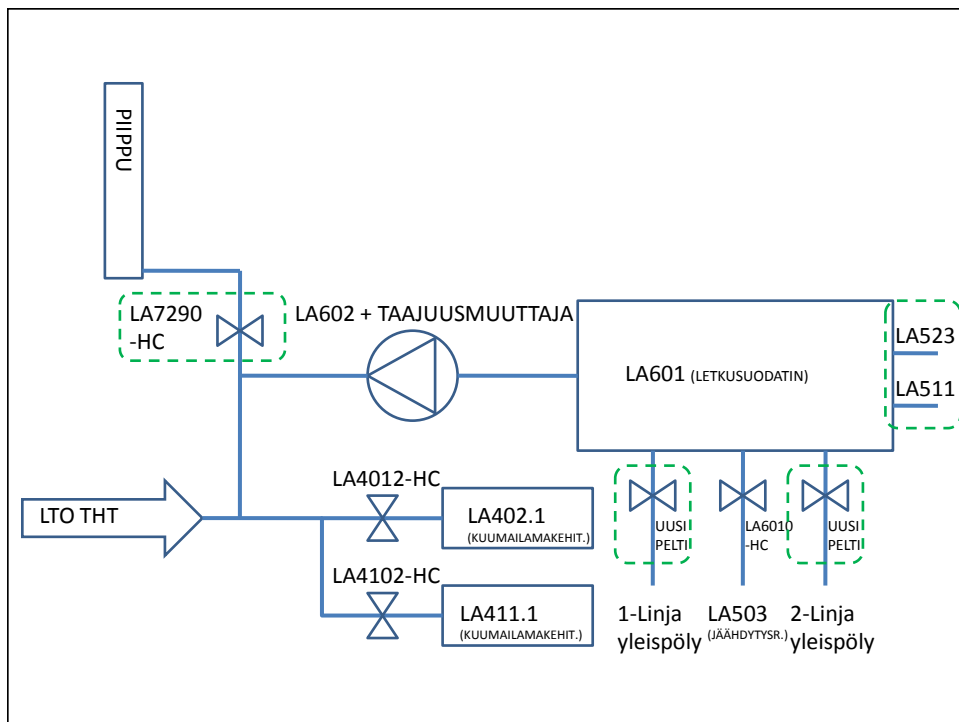 PIIPPU
LA7290
-HC
LA602 + TAAJUUSMUUTTAJA
LA601 (LETKUSUODATIN)
LA523
LA511
LTO THT
LA4012-HC
LA402.1
(KUUMAILAMAKEHIT.)
LA4102-HC
LA411.1
(KUUMAILAMAKEHIT.)
UUSI
PELTI
LA6010
-HC
UUSI
PELTI
1-Linja
yleispöly
LA503
(JÄÄHDYTYSR.)
2-Linja
yleispöly